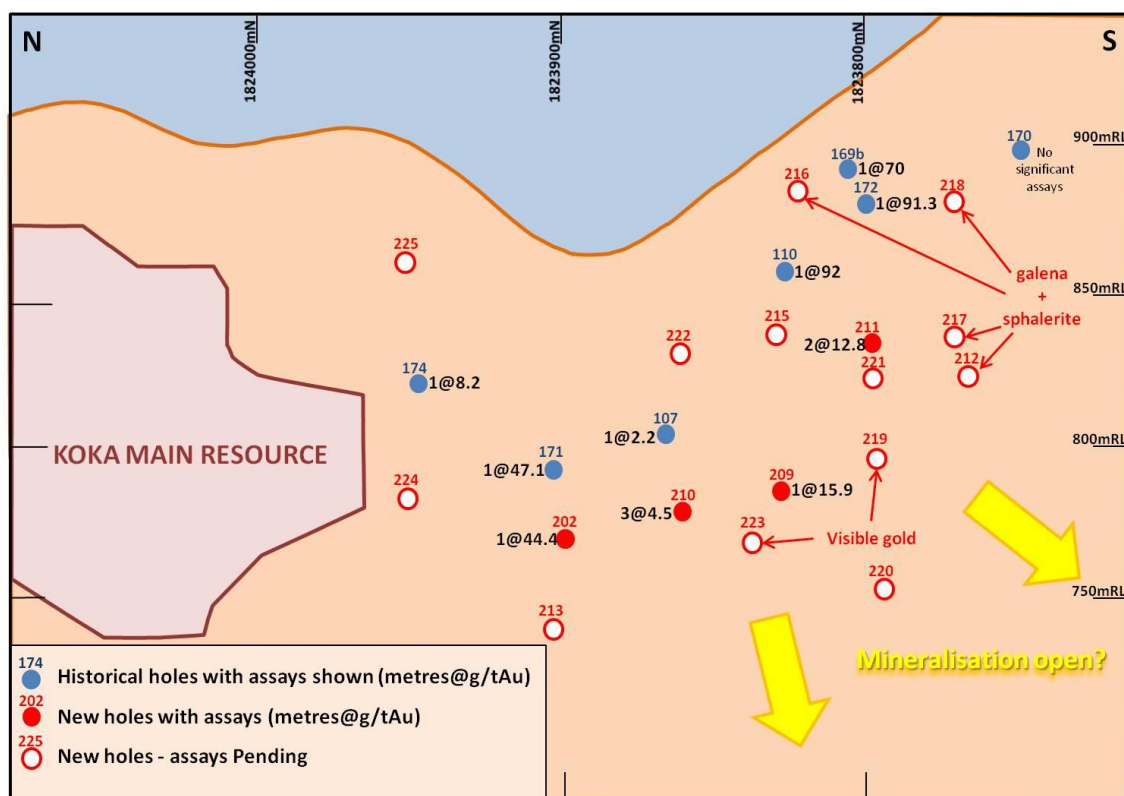 N
1824000mN
1823900mN
1823800mN
S
900mRL
170
No
significant
assays
169b
1@70
216
172
1@91.3
218
225
110
1@92
galena
+
sphalerite
850mRL
215
217
222
211
2@12.8
221
212
174
1@8.2
107
1@2.2
KOKA MAIN RESOURCE
171
1@47.1
219
800mRL
224
210
3@4.5
209
1@15.9
202
1@44.4
223
Visible gold
220
750mRL
213
Mineralisation open?
174
Historical holes with assays shown (metres@g/tAu)
202
New holes with assays (metres@g/tAu)
225
New holes - assays Pending